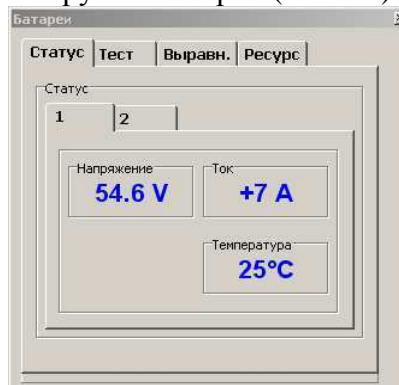 Батареи
Статус Тест Выравн. Ресурс
Статус
1 2
Напряжение Ток
54.6 V +7 A
Температура
25°C